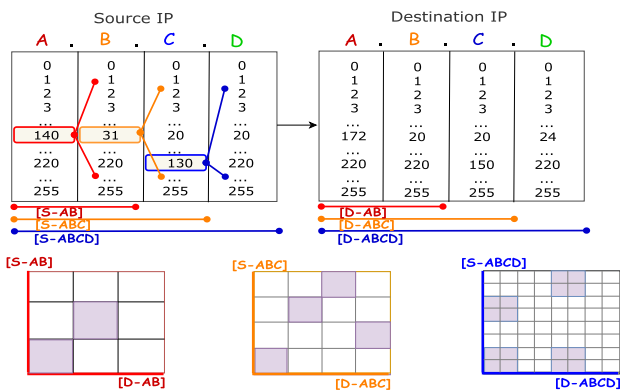 Source IP Destination IP
A . B . C . D A . B . C . D
0 0 0 0 0 0 0 0
1 1 1 1 1 1 1 1
2 2 2 2 2 2 2 2
3 3 3 3 3 3 3 3
... ... ... ... ... ... ... ...
140 31 20 20 172 20 20 24
... ... ... ... ... ...
220 220 130 220 220 220 150 220
... ... ... ... ... ... ... ...
255 255 255 255 255 255 255 255
[S-AB] [D-AB]
[S-ABC] [D-ABC]
[S-ABCD] [D-ABCD]
[S-AB] [S-ABC] [S-ABCD]
[D-AB] [D-ABC] [D-ABCD]